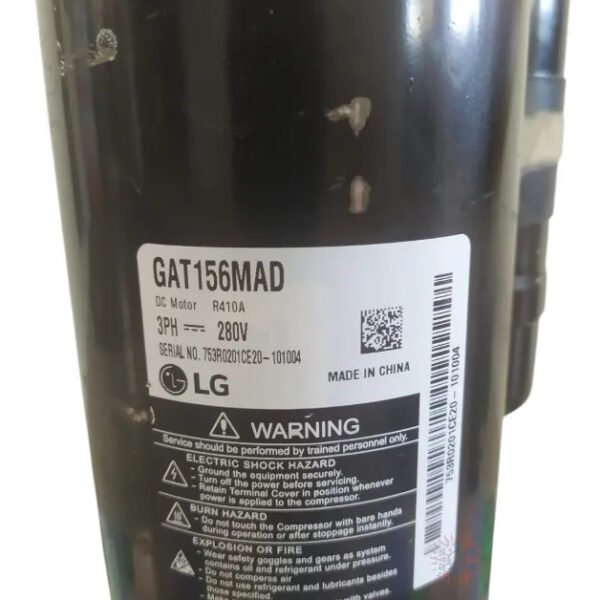 GAT156MAD
DC Motor R410A
3PH ⎓ 280V
SERIAL NO. 753R0201CE20-101004
LG
MADE IN CHINA
753R0201CE20-101004
WARNING
Service should be performed by trained personnel only.
ELECTRIC SHOCK HAZARD
- Ground the equipment securely.
- Turn off the power before servicing.
- Retain Terminal Cover in position whenever
power is applied to the compressor.
BURN HAZARD
- Do not touch the Compressor with bare hands
during operation or after stoppage instantly.
EXPLOSION OR FIRE
- Wear safety goggles and gears as system
contains oil and refrigerant under pressure.
- Do not compress air
- Do not use refrigerant and lubricants besides
those specified.
with valves.